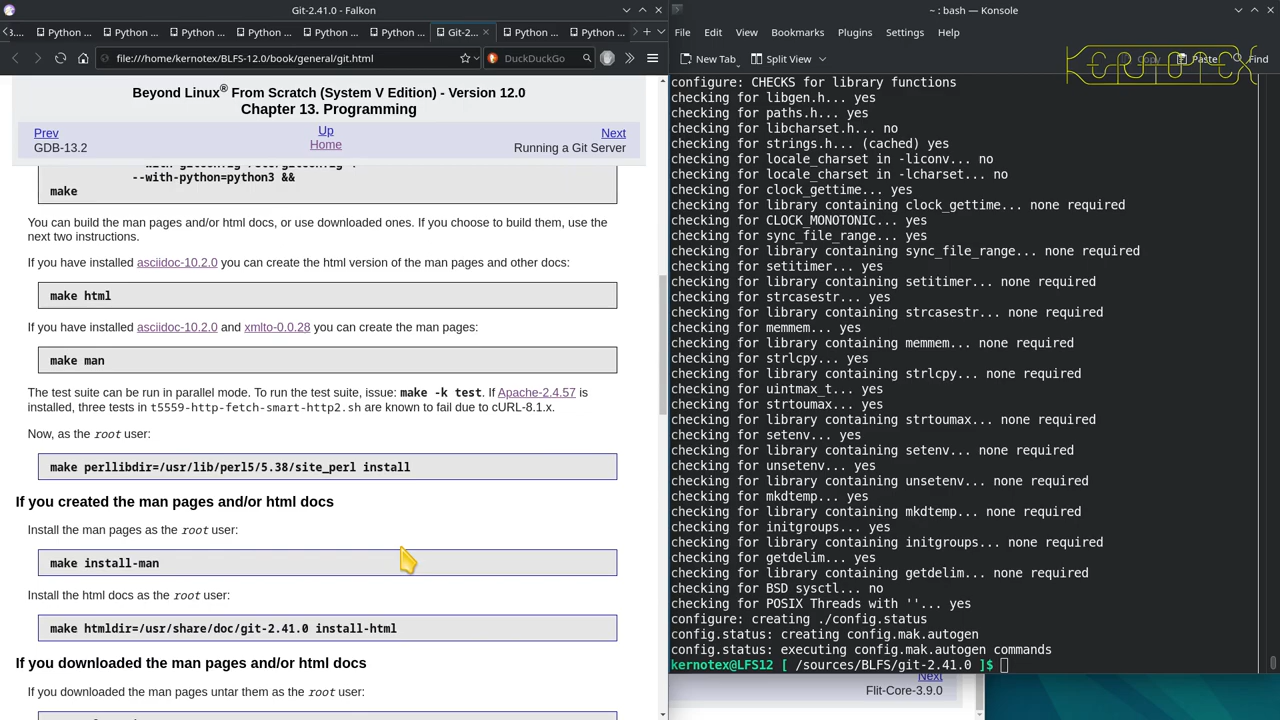 Git-2.41.0 - Falkon
3....
Python ...
Python ...
Python ...
Python ...
Python ...
Python ...
Git-2...
Python ...
Python ...
file:///home/kernotex/BLFS-12.0/book/general/git.html
DuckDuckGo
Beyond Linux® From Scratch (System V Edition) - Version 12.0
Chapter 13. Programming
Prev
Up
Next
GDB-13.2
Home
Running a Git Server
--with-python=python3 &&
make
You can build the man pages and/or html docs, or use downloaded ones. If you choose to build them, use the
next two instructions.
If you have installed asciidoc-10.2.0 you can create the html version of the man pages and other docs:
make html
If you have installed asciidoc-10.2.0 and xmlto-0.0.28 you can create the man pages:
make man
The test suite can be run in parallel mode. To run the test suite, issue: make -k test. If Apache-2.4.57 is
installed, three tests in t5559-http-fetch-smart-http2.sh are known to fail due to cURL-8.1.x.
Now, as the root user:
make perllibdir=/usr/lib/perl5/5.38/site_perl install
If you created the man pages and/or html docs
Install the man pages as the root user:
make install-man
Install the html docs as the root user:
make htmldir=/usr/share/doc/git-2.41.0 install-html
If you downloaded the man pages and/or html docs
If you downloaded the man pages untar them as the root user:
~ : bash — Konsole
File Edit View Bookmarks Plugins Settings Help
New Tab Split View Copy Paste Find
KERNOTEX
configure: CHECKS for library functions
checking for libgen.h... yes
checking for paths.h... yes
checking for libcharset.h... no
checking for strings.h... (cached) yes
checking for locale_charset in -liconv... no
checking for locale_charset in -lcharset... no
checking for clock_gettime... yes
checking for library containing clock_gettime... none required
checking for CLOCK_MONOTONIC... yes
checking for sync_file_range... yes
checking for library containing sync_file_range... none required
checking for setitimer... yes
checking for library containing setitimer... none required
checking for strcasestr... yes
checking for library containing strcasestr... none required
checking for memmem... yes
checking for library containing memmem... none required
checking for strlcpy... yes
checking for library containing strlcpy... none required
checking for uintmax_t... yes
checking for strtoumax... yes
checking for library containing strtoumax... none required
checking for setenv... yes
checking for library containing setenv... none required
checking for unsetenv... yes
checking for library containing unsetenv... none required
checking for mkdtemp... yes
checking for library containing mkdtemp... none required
checking for initgroups... yes
checking for library containing initgroups... none required
checking for getdelim... yes
checking for library containing getdelim... none required
checking for BSD sysctl... no
checking for POSIX Threads with ''... yes
configure: creating ./config.status
config.status: creating config.mak.autogen
config.status: executing config.mak.autogen commands
kernotex@LFS12 [ /sources/BLFS/git-2.41.0 ]$
Next
Flit-Core-3.9.0